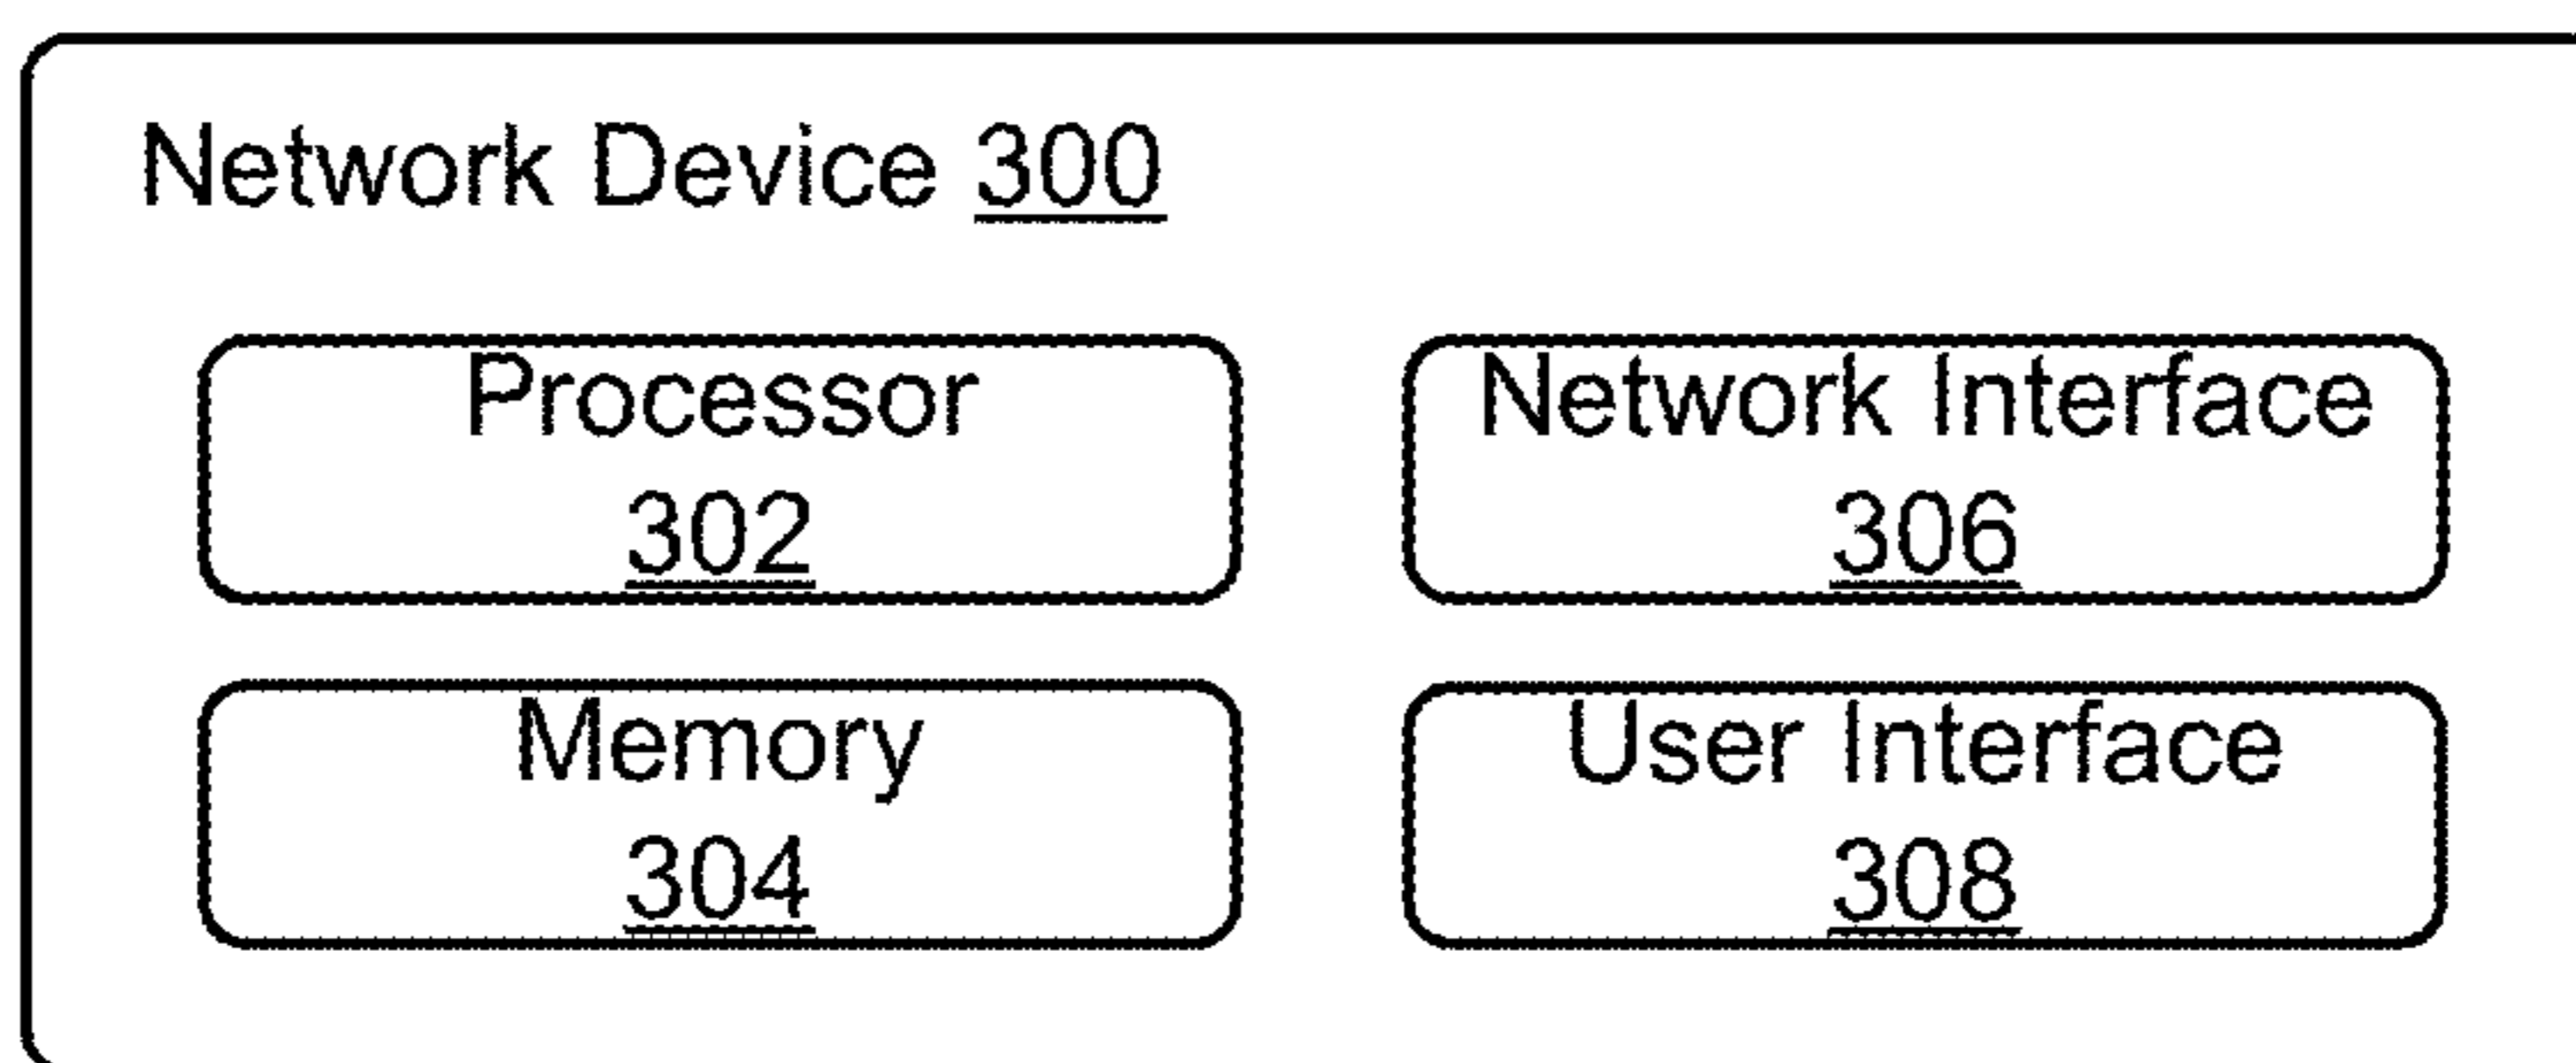 Network Device 300
Processor
302
Network Interface
306
Memory
304
User Interface
308